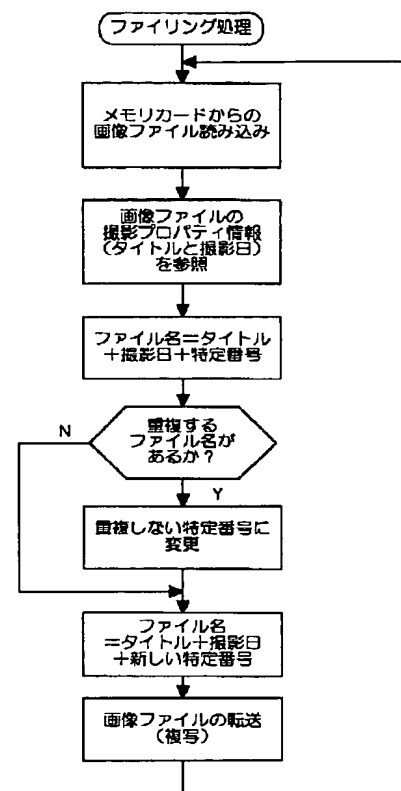 ファイリング処理
メモリカードからの
画像ファイル読み込み
画像ファイルの
撮影プロパティ情報
(タイトルと撮影日)
を参照
ファイル名=タイトル
+撮影日+特定番号
重複する
ファイル名が
あるか?
N
Y
重複しない特定番号に
変更
ファイル名
=タイトル+撮影日
+新しい特定番号
画像ファイルの転送
(複写)